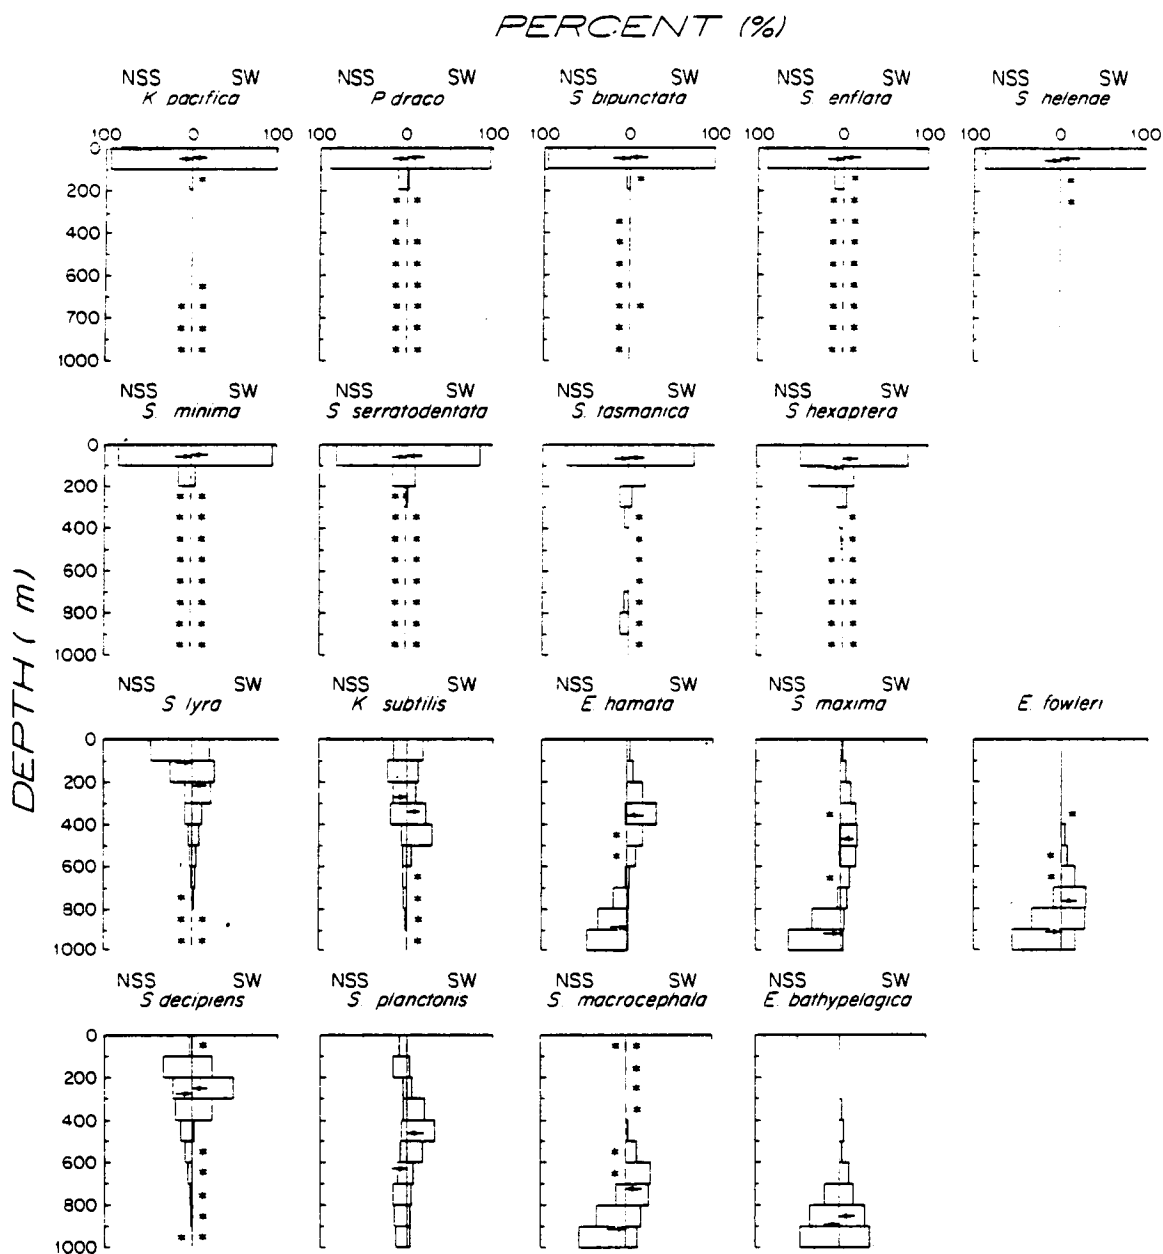 PERCENT (%)
NSS SW NSS SW NSS SW NSS SW NSS SW
K pacifica P draco S bipunctata S. enflata S helenae
100 0 100 0 100 0 100 0 100 0 100
0
200
400
600
700
1000
NSS SW NSS SW NSS SW NSS SW
S. minima S serratodentata S. tasmanica S hexaptera
0
200
400
600
800
1000
DEPTH ( m)
NSS SW NSS SW NSS SW NSS SW NSS SW
S lyra K subtilis E. hamata S maxima E. fowleri
0
200
400
600
800
1000
NSS SW NSS SW NSS SW NSS SW
S decipiens S. planctonis S. macrocephala E. bathypelagica
0
200
400
600
800
1000